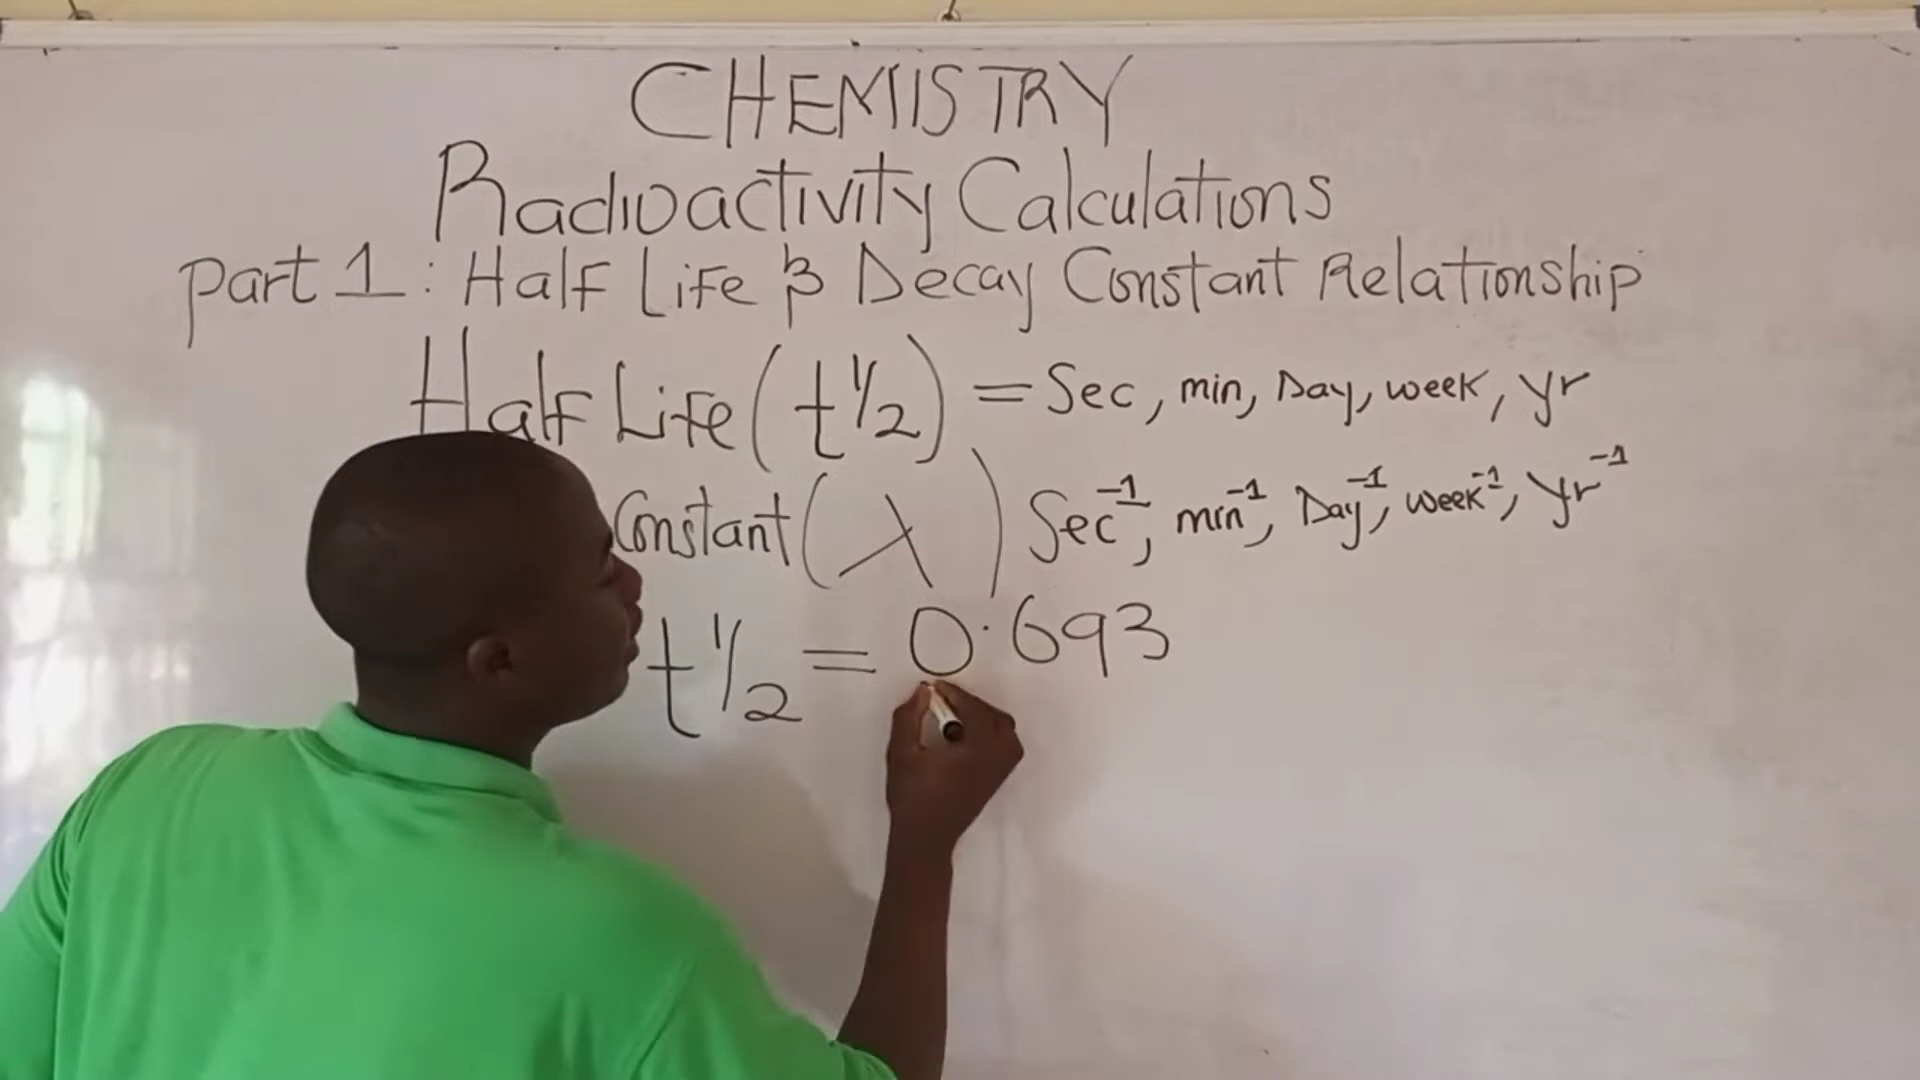 CHEMISTRY
Radioactivity Calculations
Part 1: Half Life & Decay Constant Relationship
Half Life (t½) = Sec, min, Day, week, yr
Constant (λ) Sec⁻¹, min⁻¹, Day⁻¹, week⁻¹, yr⁻¹
t½ = 0.693